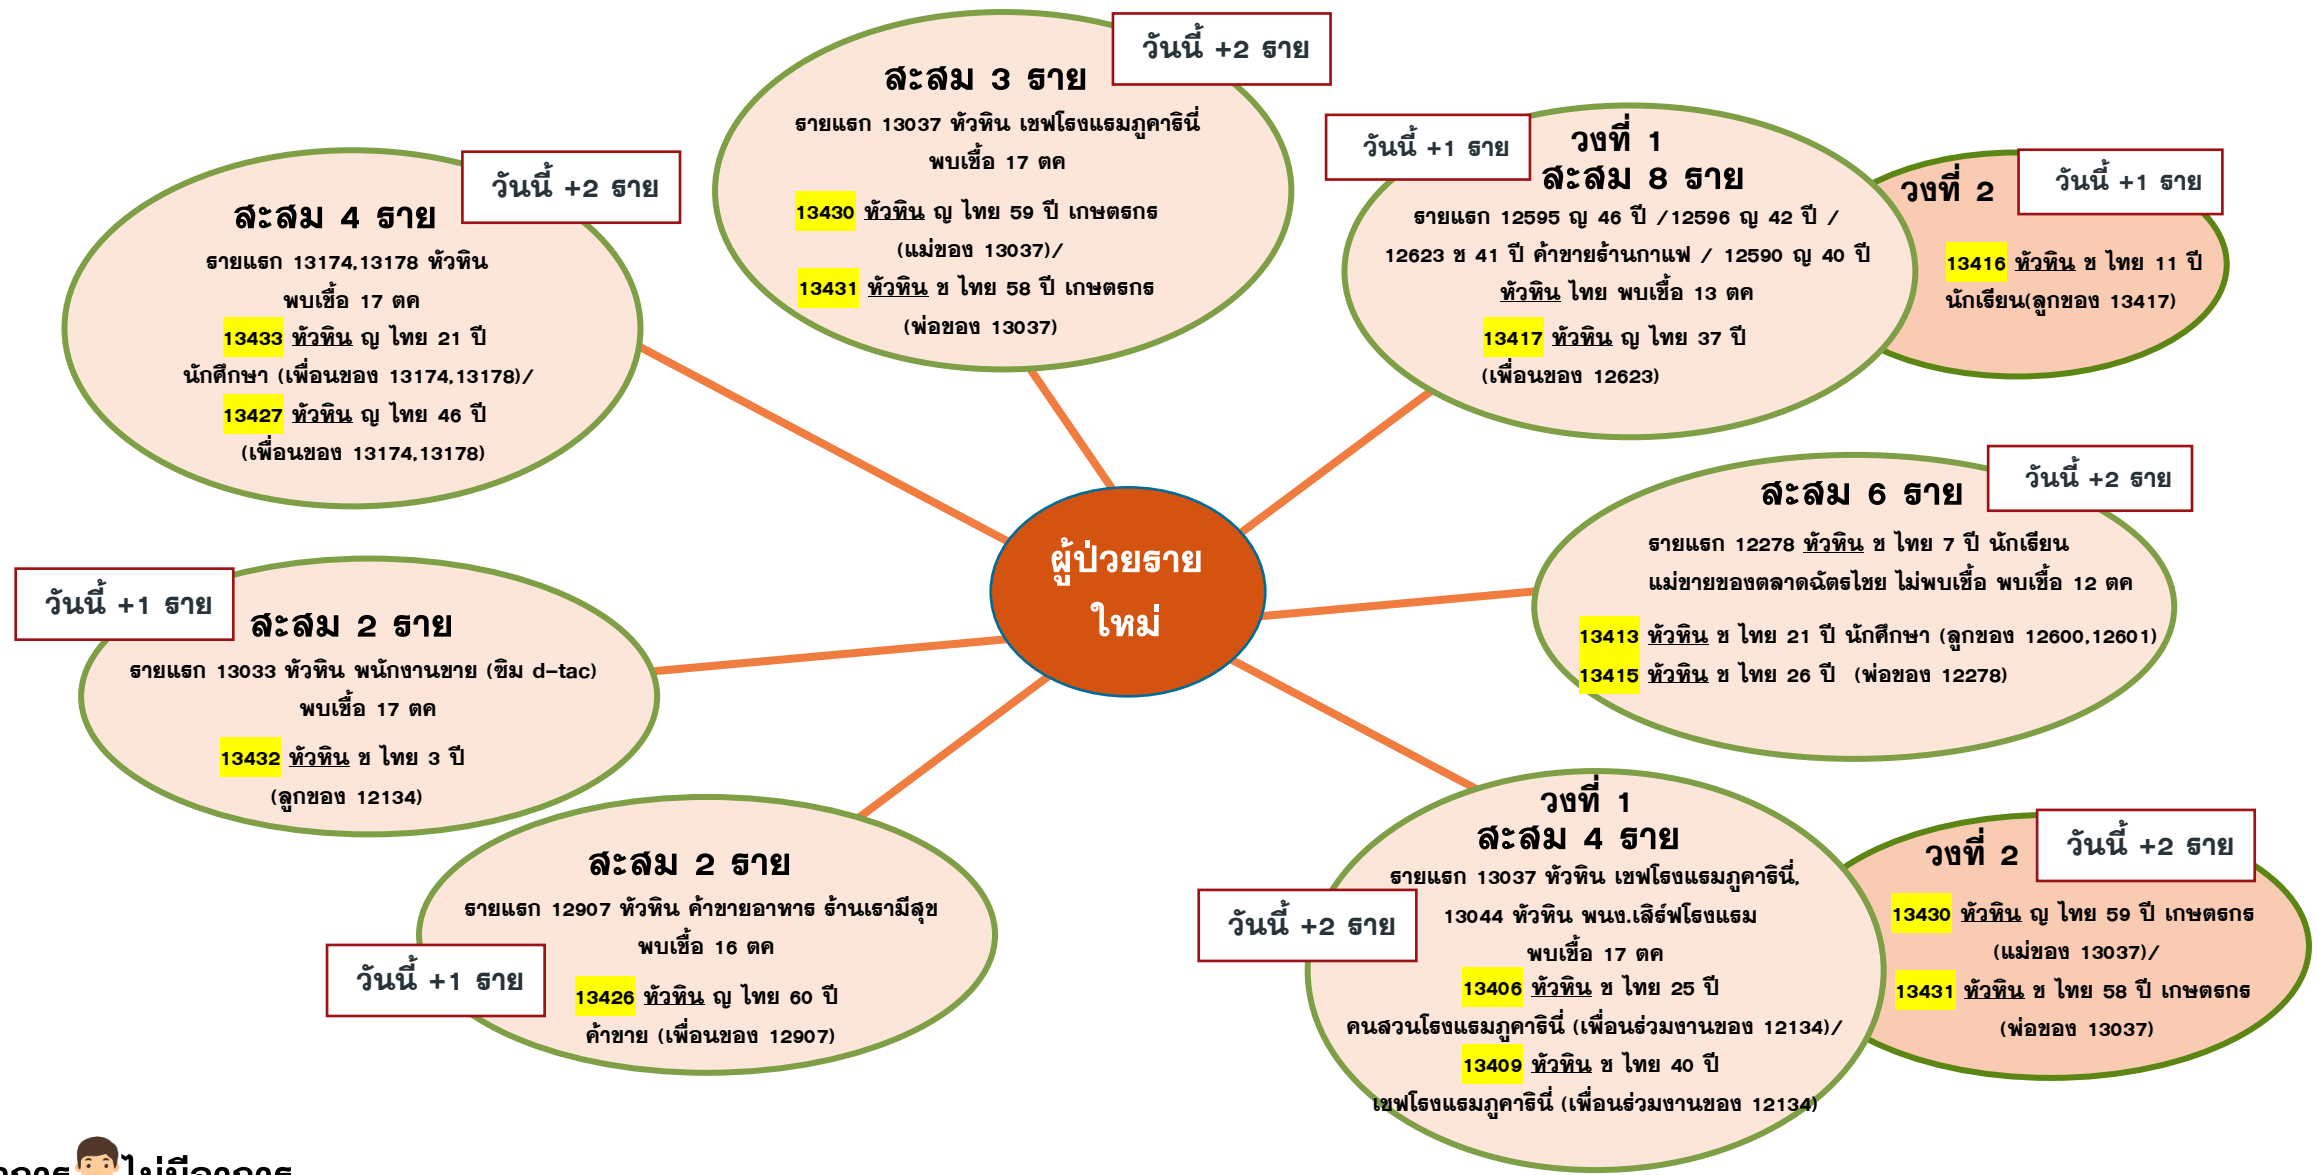 วันนี้ +2 ราย
สะสม 3 ราย
รายแรก 13037 หัวหิน เชฟโรงแรมภูคารินี่
พบเชื้อ 17 ตค
13430 หัวหิน ญ ไทย 59 ปี เกษตรกร
(แม่ของ 13037)/
13431 หัวหิน ช ไทย 58 ปี เกษตรกร
(พ่อของ 13037)
วันนี้ +1 ราย
วงที่ 1
สะสม 8 ราย
รายแรก 12595 ญ 46 ปี /12596 ญ 42 ปี /
12623 ช 41 ปี ค้าขายร้านกาแฟ / 12590 ญ 40 ปี
หัวหิน ไทย พบเชื้อ 13 ตค
13417 หัวหิน ญ ไทย 37 ปี
(เพื่อนของ 12623)
วันนี้ +1 ราย
วงที่ 2
13416 หัวหิน ช ไทย 11 ปี
นักเรียน(ลูกของ 13417)
วันนี้ +2 ราย
สะสม 4 ราย
รายแรก 13174,13178 หัวหิน
พบเชื้อ 17 ตค
13433 หัวหิน ญ ไทย 21 ปี
นักศึกษา (เพื่อนของ 13174,13178)/
13427 หัวหิน ญ ไทย 46 ปี
(เพื่อนของ 13174,13178)
วันนี้ +2 ราย
สะสม 6 ราย
รายแรก 12278 หัวหิน ช ไทย 7 ปี นักเรียน
แม่ขายของตลาดฉัตรไชย ไม่พบเชื้อ พบเชื้อ 12 ตค
13413 หัวหิน ช ไทย 21 ปี นักศึกษา (ลูกของ 12600,12601)
13415 หัวหิน ช ไทย 26 ปี (พ่อของ 12278)
ผู้ป่วยราย
ใหม่
วันนี้ +1 ราย
สะสม 2 ราย
รายแรก 13033 หัวหิน พนักงานขาย (ซิม d-tac)
พบเชื้อ 17 ตค
13432 หัวหิน ช ไทย 3 ปี
(ลูกของ 12134)
สะสม 2 ราย
รายแรก 12907 หัวหิน ค้าขายอาหาร ร้านเรามีสุข
พบเชื้อ 16 ตค
วันนี้ +1 ราย
13426 หัวหิน ญ ไทย 60 ปี
ค้าขาย (เพื่อนของ 12907)
วงที่ 1
สะสม 4 ราย
รายแรก 13037 หัวหิน เชฟโรงแรมภูคารินี่,
13044 หัวหิน พนง.เสิร์ฟโรงแรม
พบเชื้อ 17 ตค
วันนี้ +2 ราย
13406 หัวหิน ช ไทย 25 ปี
คนสวนโรงแรมภูคารินี่ (เพื่อนร่วมงานของ 12134)/
13409 หัวหิน ช ไทย 40 ปี
เชฟโรงแรมภูคารินี่ (เพื่อนร่วมงานของ 12134)
วันนี้ +2 ราย
วงที่ 2
13430 หัวหิน ญ ไทย 59 ปี เกษตรกร
(แม่ของ 13037)/
13431 หัวหิน ช ไทย 58 ปี เกษตรกร
(พ่อของ 13037)
ไม่มีอาการ